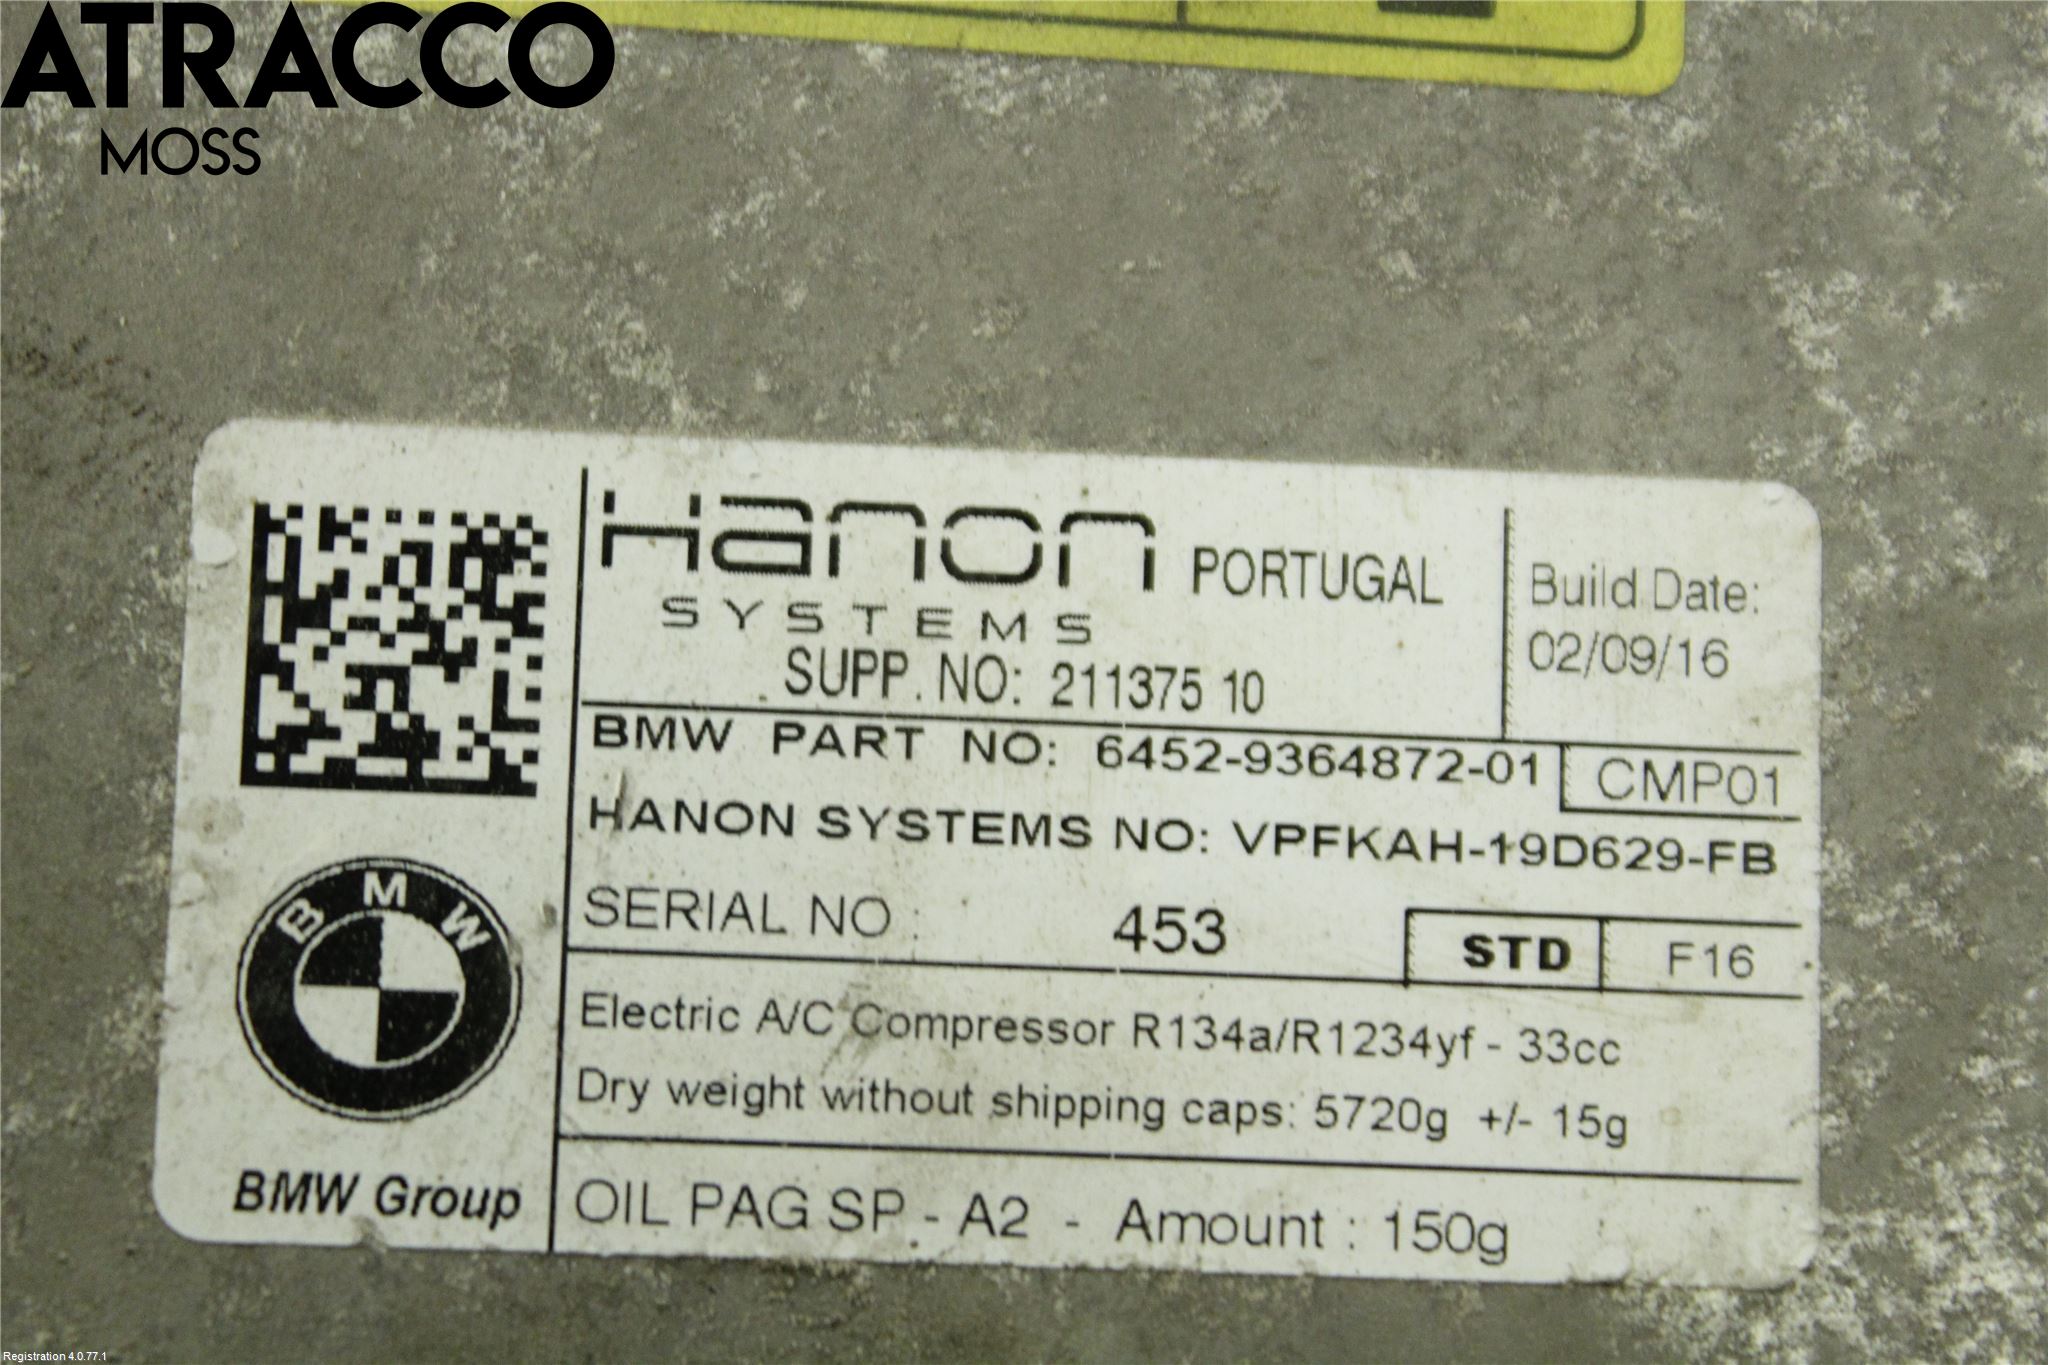 ATRACCO
MOSS
Hanon PORTUGAL
SYSTEMS
SUPP. NO: 211375 10
Build Date:
02/09/16
BMW PART NO: 6452-9364872-01 CMP01
HANON SYSTEMS NO: VPFKAH-19D629-FB
SERIAL NO : 453 STD F16
Electric A/C Compressor R134a/R1234yf - 33cc
Dry weight without shipping caps: 5720g +/- 15g
OIL PAG SP - A2 - Amount : 150g
BMW
BMW Group
Registration 4.0.77.1